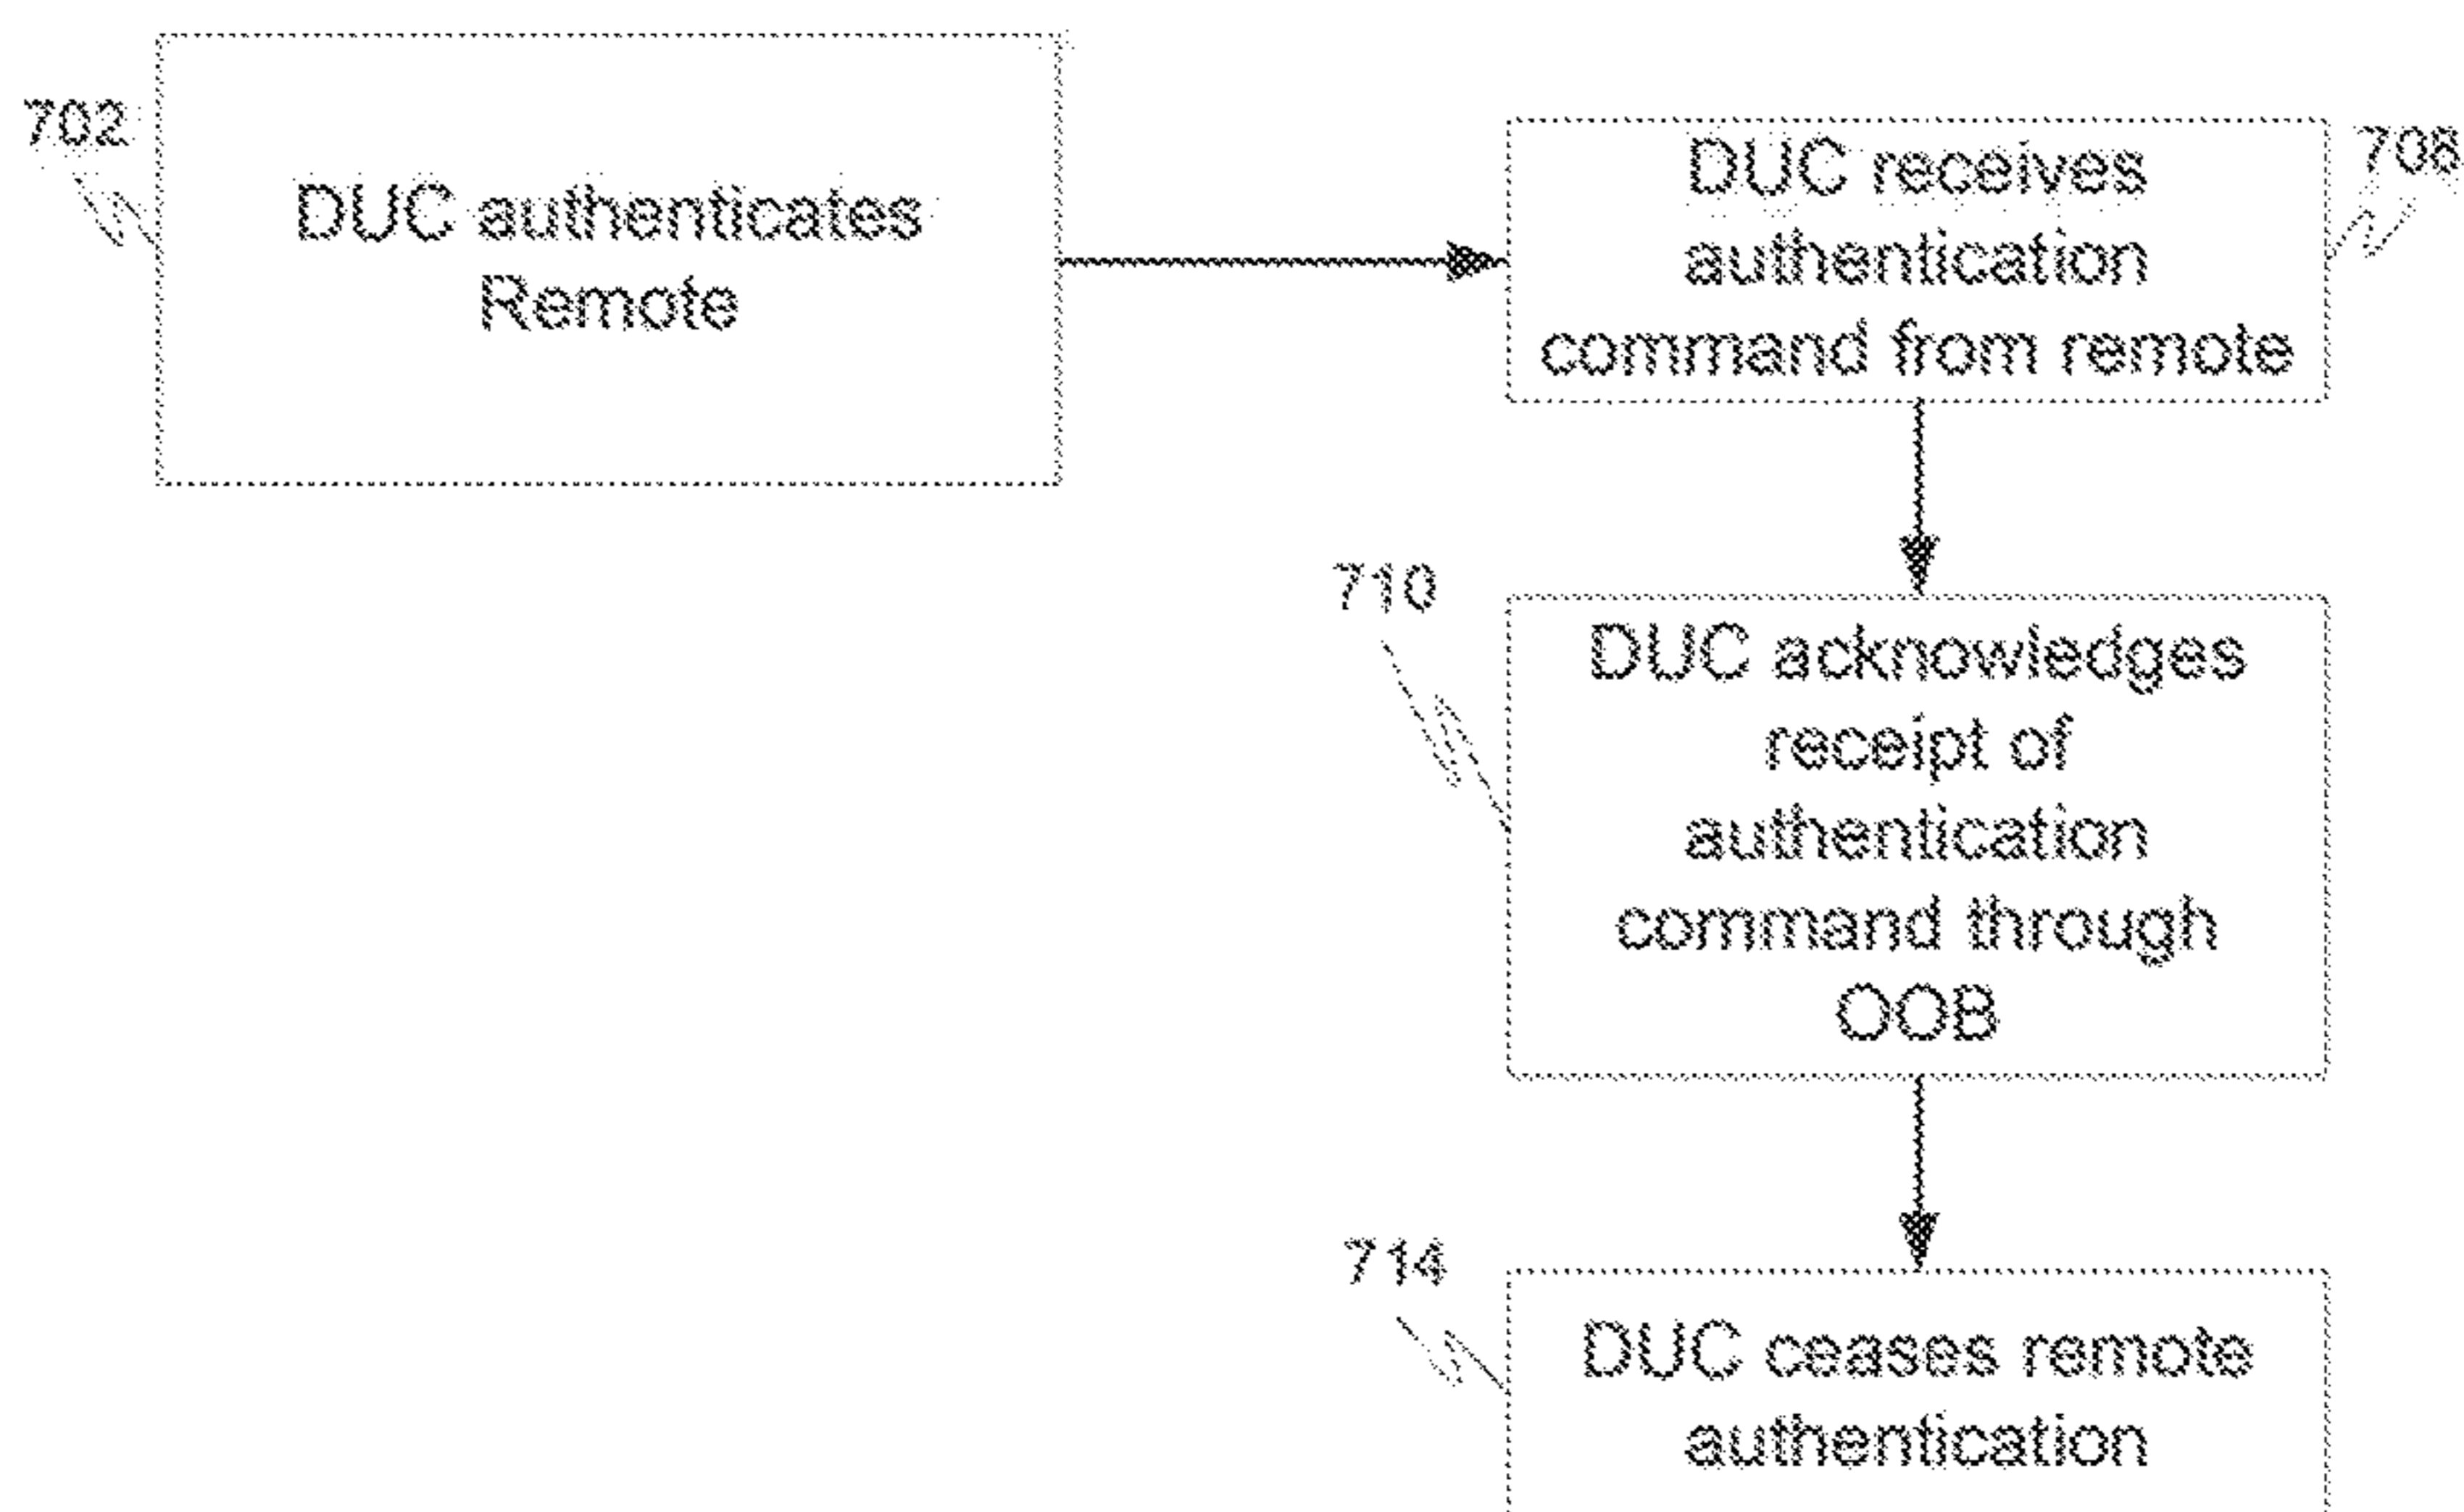 702
DUC authenticates
Remote
DUC receives
authentication
command from remote
710
DUC acknowledges
receipt of
authentication
command through
OOB
714
DUC ceases remote
authentication